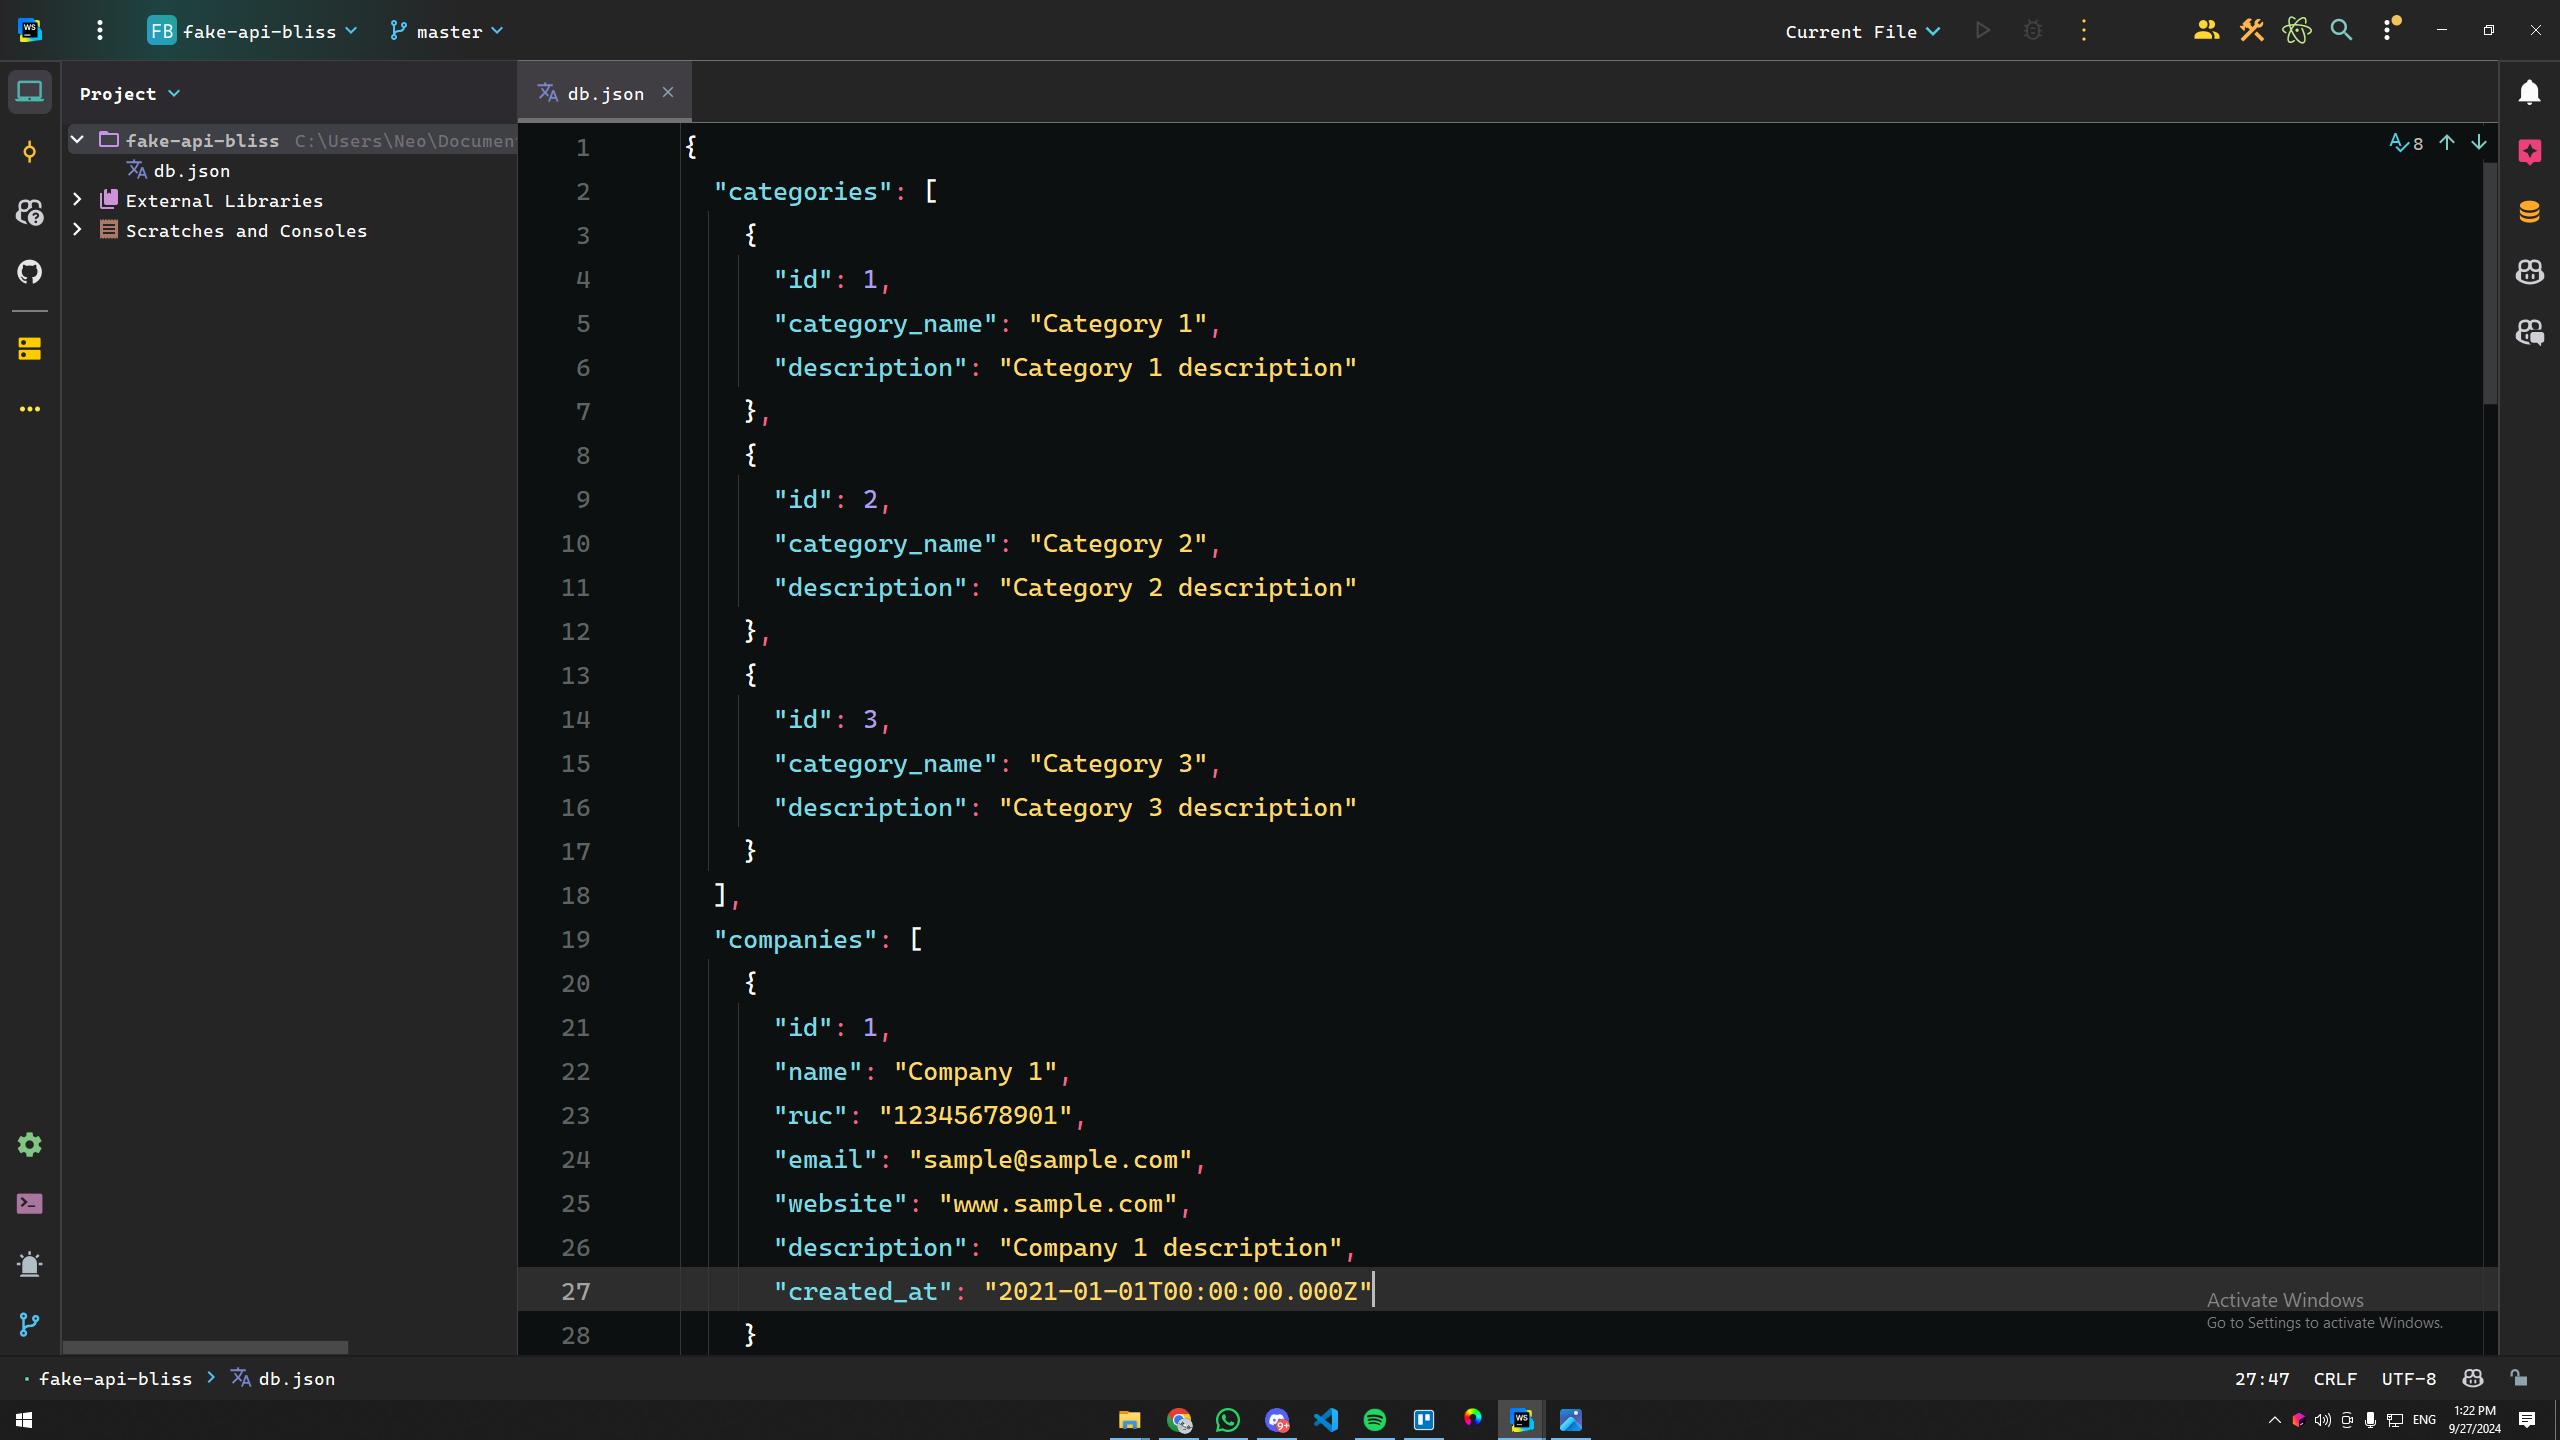 WS
FB fake-api-bliss
master
Current File
Project
db.json
fake-api-bliss C:\Users\Neo\Documen
db.json
External Libraries
Scratches and Consoles
8
1 {
2 "categories": [
3 {
4 "id": 1,
5 "category_name": "Category 1",
6 "description": "Category 1 description"
7 },
8 {
9 "id": 2,
10 "category_name": "Category 2",
11 "description": "Category 2 description"
12 },
13 {
14 "id": 3,
15 "category_name": "Category 3",
16 "description": "Category 3 description"
17 }
18 ],
19 "companies": [
20 {
21 "id": 1,
22 "name": "Company 1",
23 "ruc": "12345678901",
24 "email": "sample@sample.com",
25 "website": "www.sample.com",
26 "description": "Company 1 description",
27 "created_at": "2021-01-01T00:00:00.000Z"
28 }
Activate Windows
Go to Settings to activate Windows.
fake-api-bliss
db.json
27:47 CRLF UTF-8
9+
WS
ENG
1:22 PM
9/27/2024